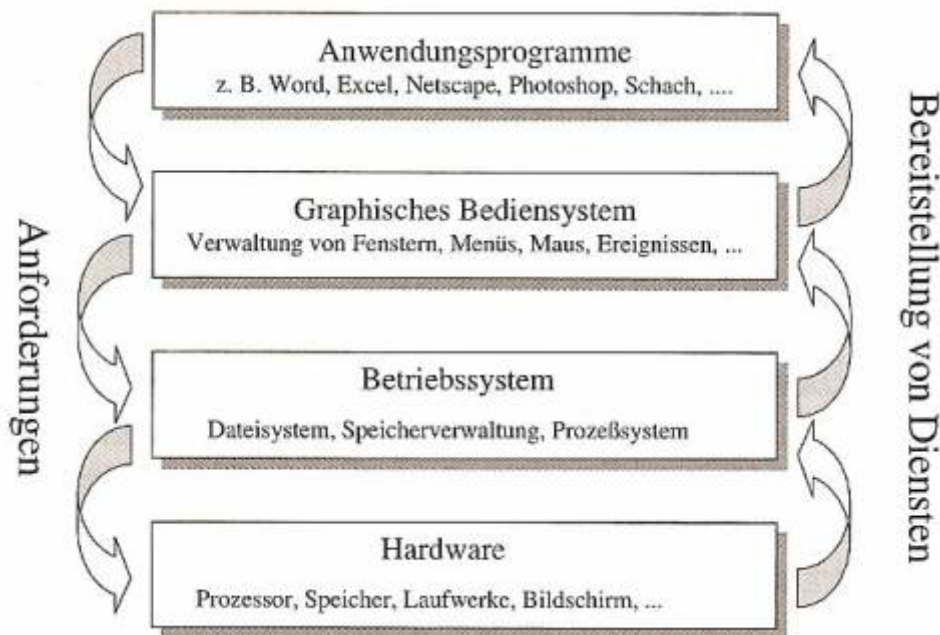 Anwendungsprogramme
z. B. Word, Excel, Netscape, Photoshop, Schach, ....
Graphisches Bediensystem
Verwaltung von Fenstern, Menüs, Maus, Ereignissen, ...
Betriebssystem
Dateisystem, Speicherverwaltung, Prozeßsystem
Hardware
Prozessor, Speicher, Laufwerke, Bildschirm, ...
Anforderungen
Bereitstellung von Diensten